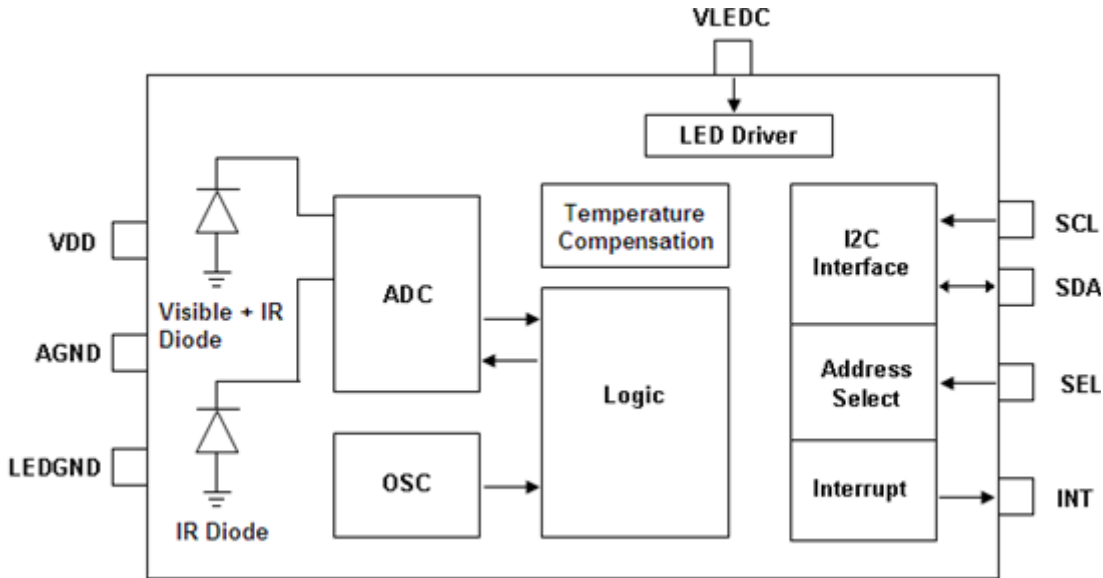 VLEDC
LED Driver
VDD
AGND
LEDGND
Visible + IR
Diode
IR Diode
ADC
OSC
Temperature
Compensation
Logic
I2C
Interface
Address
Select
Interrupt
SCL
SDA
SEL
INT